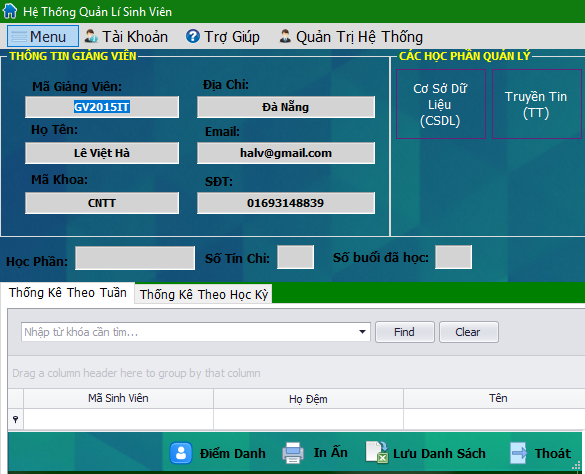 Hệ Thống Quản Lí Sinh Viên
Menu Tài Khoản Trợ Giúp Quản Trị Hệ Thống
THÔNG TIN GIẢNG VIÊN
Mã Giảng Viên: Địa Chỉ:
GV2015IT Đà Nẵng
Họ Tên: Email:
Lê Việt Hà halv@gmail.com
Mã Khoa: SĐT:
CNTT 01693148839
CÁC HỌC PHẦN QUẢN LÝ
Cơ Sở Dữ
Liệu
(CSDL)
Truyền Tin
(TT)
Học Phần: Số Tín Chỉ: Số buổi đã học:
Thống Kê Theo Tuần Thống Kê Theo Học Kỳ
Nhập từ khóa cần tìm... Find Clear
Drag a column header here to group by that column
Mã Sinh Viên Họ Đệm Tên
Điểm Danh In Ấn Lưu Danh Sách Thoát